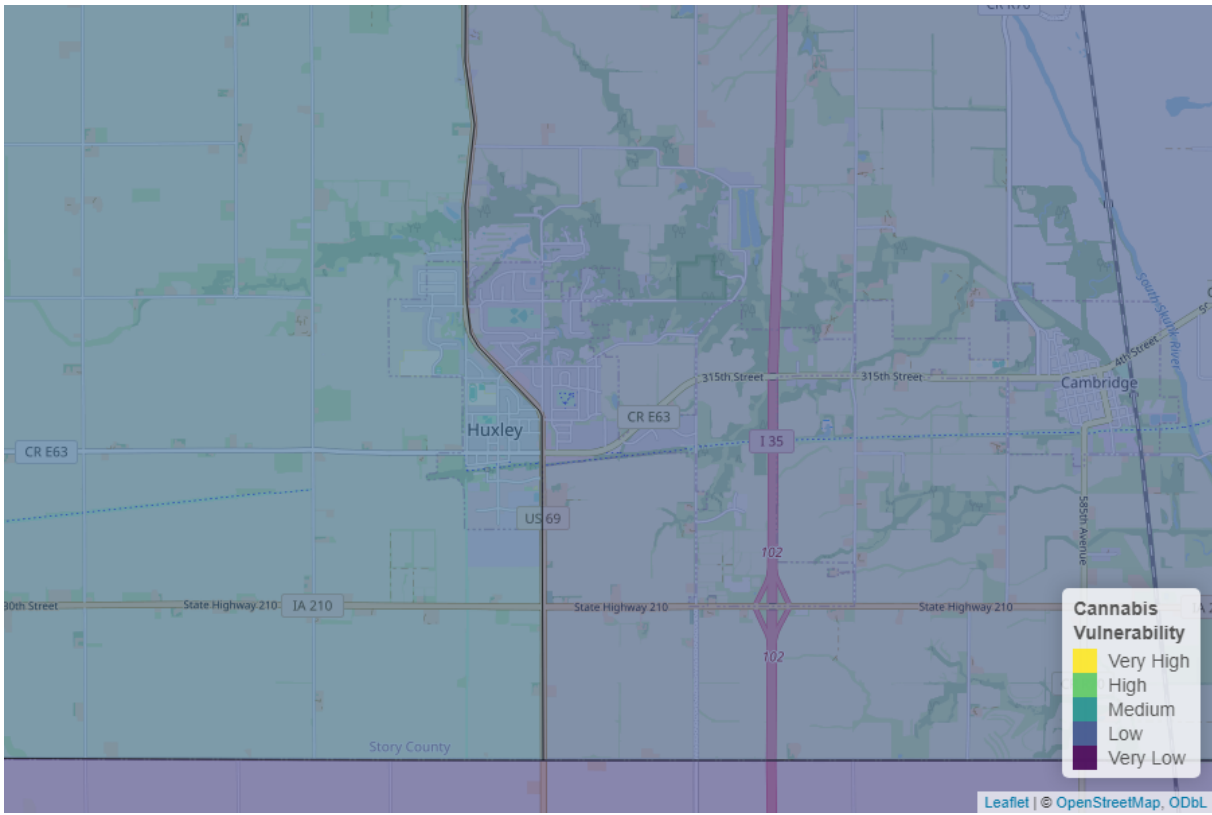 315th Street
315th Street
4th Street
South Skunk River
Cambridge
CR E63
Huxley
I 35
CR E63
US 69
585th Avenue
102
30th Street
State Highway 210
IA 210
State Highway 210
State Highway 210
102
Story County
Cannabis
Vulnerability
Very High
High
Medium
Low
Very Low
Leaflet | © OpenStreetMap, ODbL